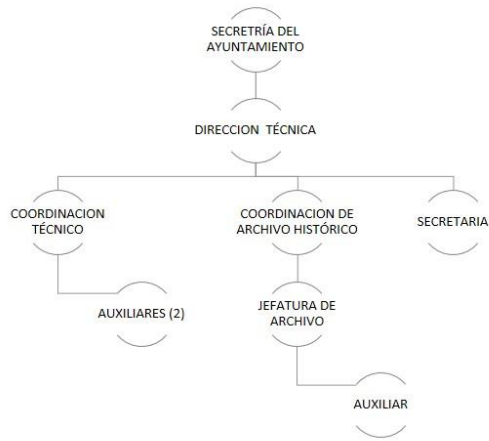 SECRETRÍA DEL
AYUNTAMIENTO
DIRECCION TÉCNICA
COORDINACION
TÉCNICO
COORDINACION DE
ARCHIVO HISTÓRICO
SECRETARIA
AUXILIARES (2)
JEFATURA DE
ARCHIVO
AUXILIAR